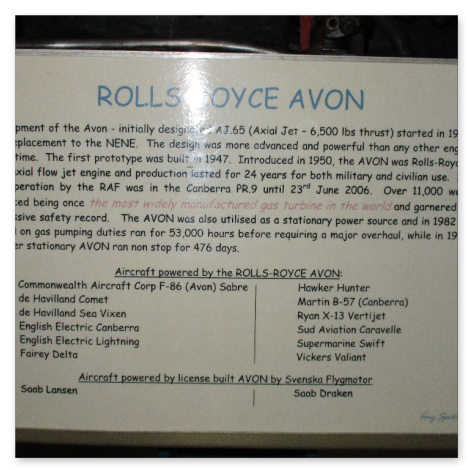 ROLLS-ROYCE AVON
pment of the Avon - initially designated AJ.65 (Axial Jet - 6,500 lbs thrust) started in 19
eplacement to the NENE. The design was more advanced and powerful than any other eng
time. The first prototype was built in 1947. Introduced in 1950, the AVON was Rolls-Royc
axial flow jet engine and production lasted for 24 years for both military and civilian use.
peration by the RAF was in the Canberra PR.9 until 23rd June 2006. Over 11,000 w
ced being once the most widely manufactured gas turbine in the world and garnered
ssive safety record. The AVON was also utilised as a stationary power source and in 1982
l on gas pumping duties ran for 53,000 hours before requiring a major overhaul, while in 19
er stationary AVON ran non stop for 476 days.
Aircraft powered by the ROLLS-ROYCE AVON:
Commonwealth Aircraft Corp F-86 (Avon) Sabre
de Havilland Comet
de Havilland Sea Vixen
English Electric Canberra
English Electric Lightning
Fairey Delta
Hawker Hunter
Martin B-57 (Canberra)
Ryan X-13 Vertijet
Sud Aviation Caravelle
Supermarine Swift
Vickers Valiant
Aircraft powered by license built AVON by Svenska Flygmotor
Saab Lansen
Saab Draken